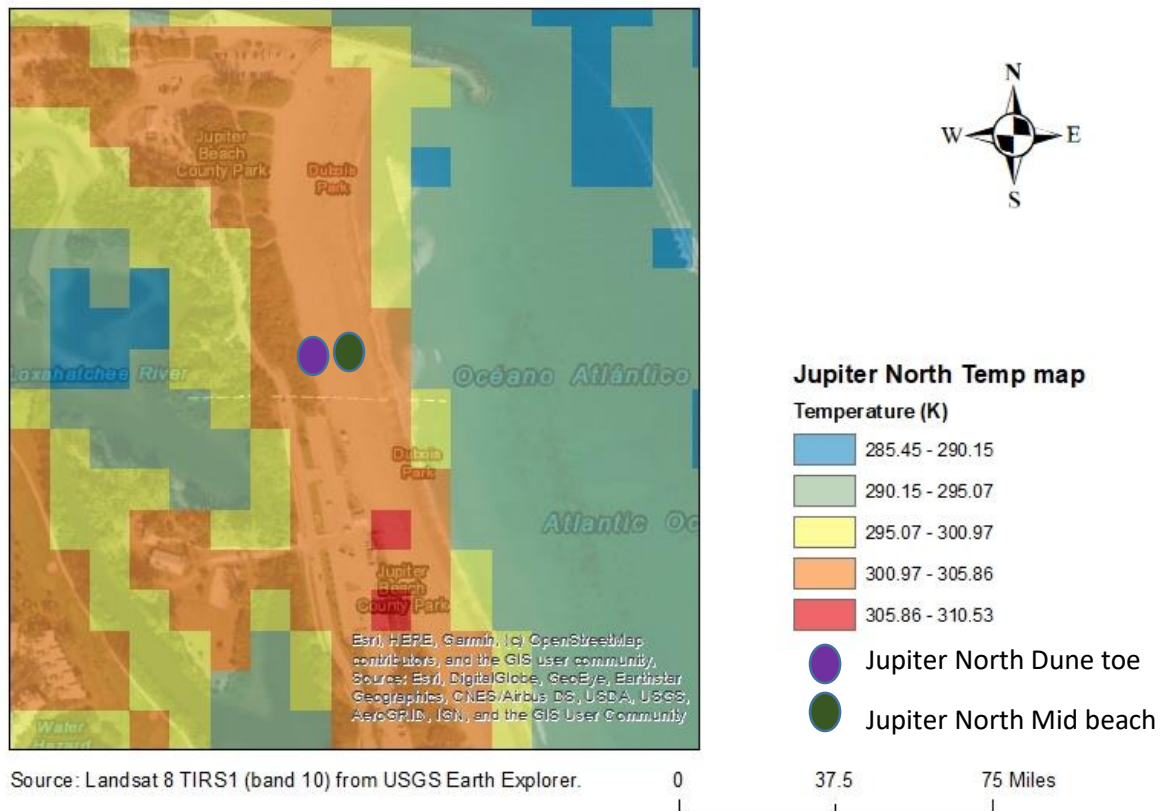 Jupiter
Beach
County Park
Dubois
Park
Loxahatchee River
Océano Atlántico
Dubois
Park
Atlantic Oc
Jupiter
Beach
County Park
Esri, HERE, Garmin, (c) OpenStreetMap
contributors, and the GIS user community,
Source: Esri, DigitalGlobe, GeoEye, Earthstar
Geographics, CNES/Airbus DS, USDA, USGS,
AeroGRID, IGN, and the GIS User Community
Water
Hazard
N
W E
S
Jupiter North Temp map
Temperature (K)
285.45 - 290.15
290.15 - 295.07
295.07 - 300.97
300.97 - 305.86
305.86 - 310.53
Jupiter North Dune toe
Jupiter North Mid beach
Source: Landsat 8 TIRS1 (band 10) from USGS Earth Explorer.
0 37.5 75 Miles